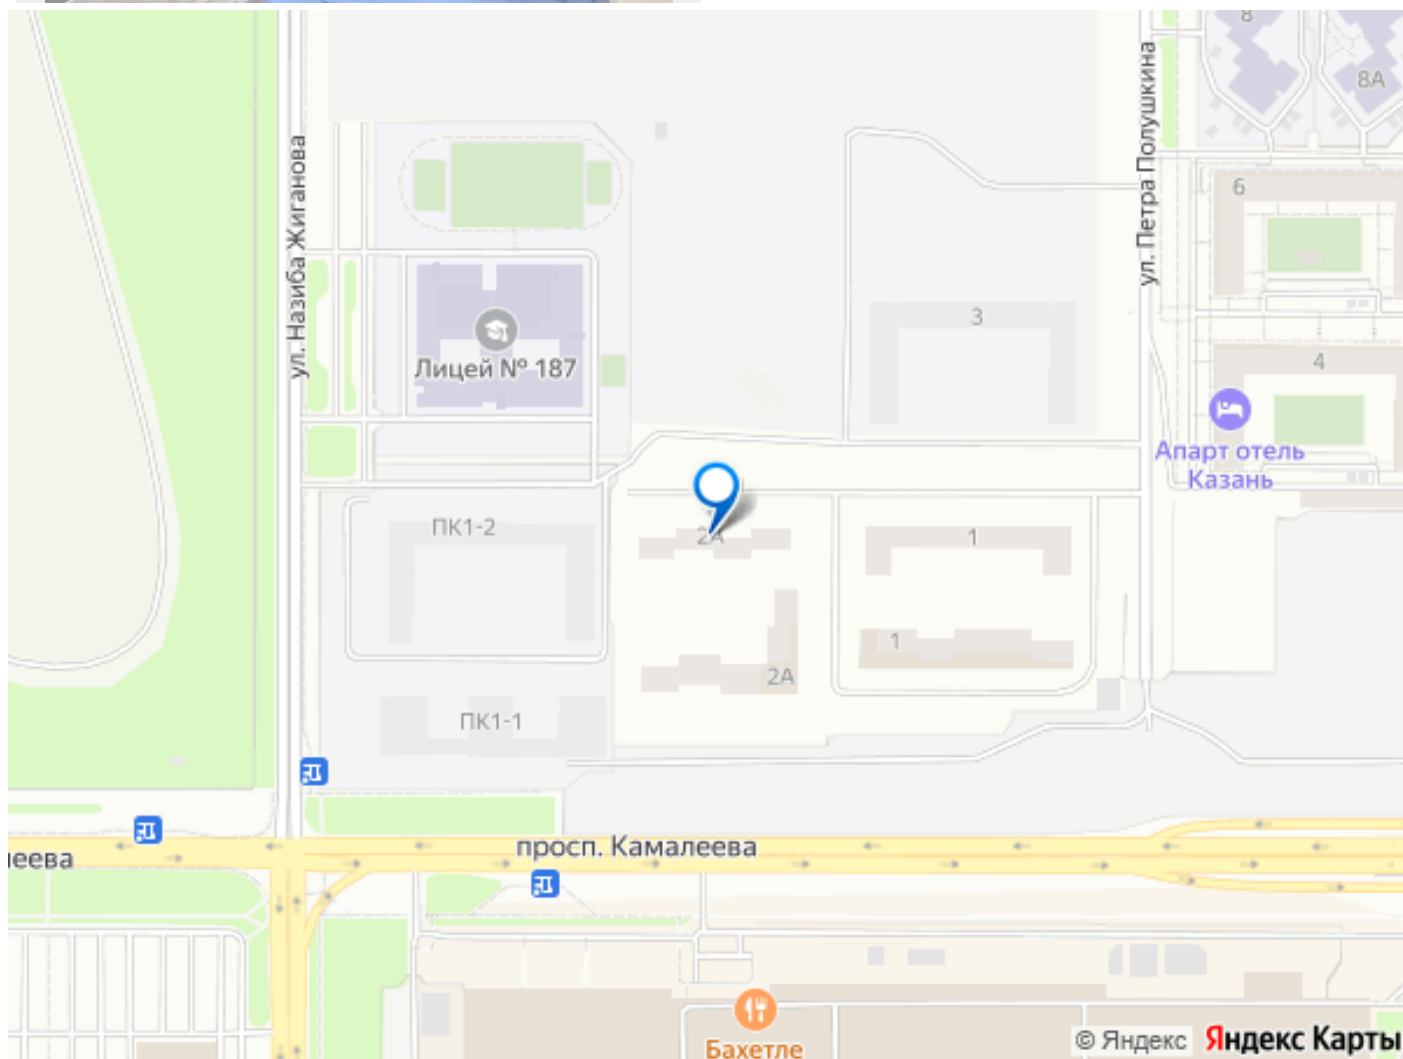 8
8А
ул. Петра Полушкина
ул. Назиба Жиганова
6
3
Лицей № 187
4
Апарт отель
Казань
ПК1-2
2А
1
1
2А
ПК1-1
просп. Камалеева
леева
Бахетле
© Яндекс Яндекс Карты